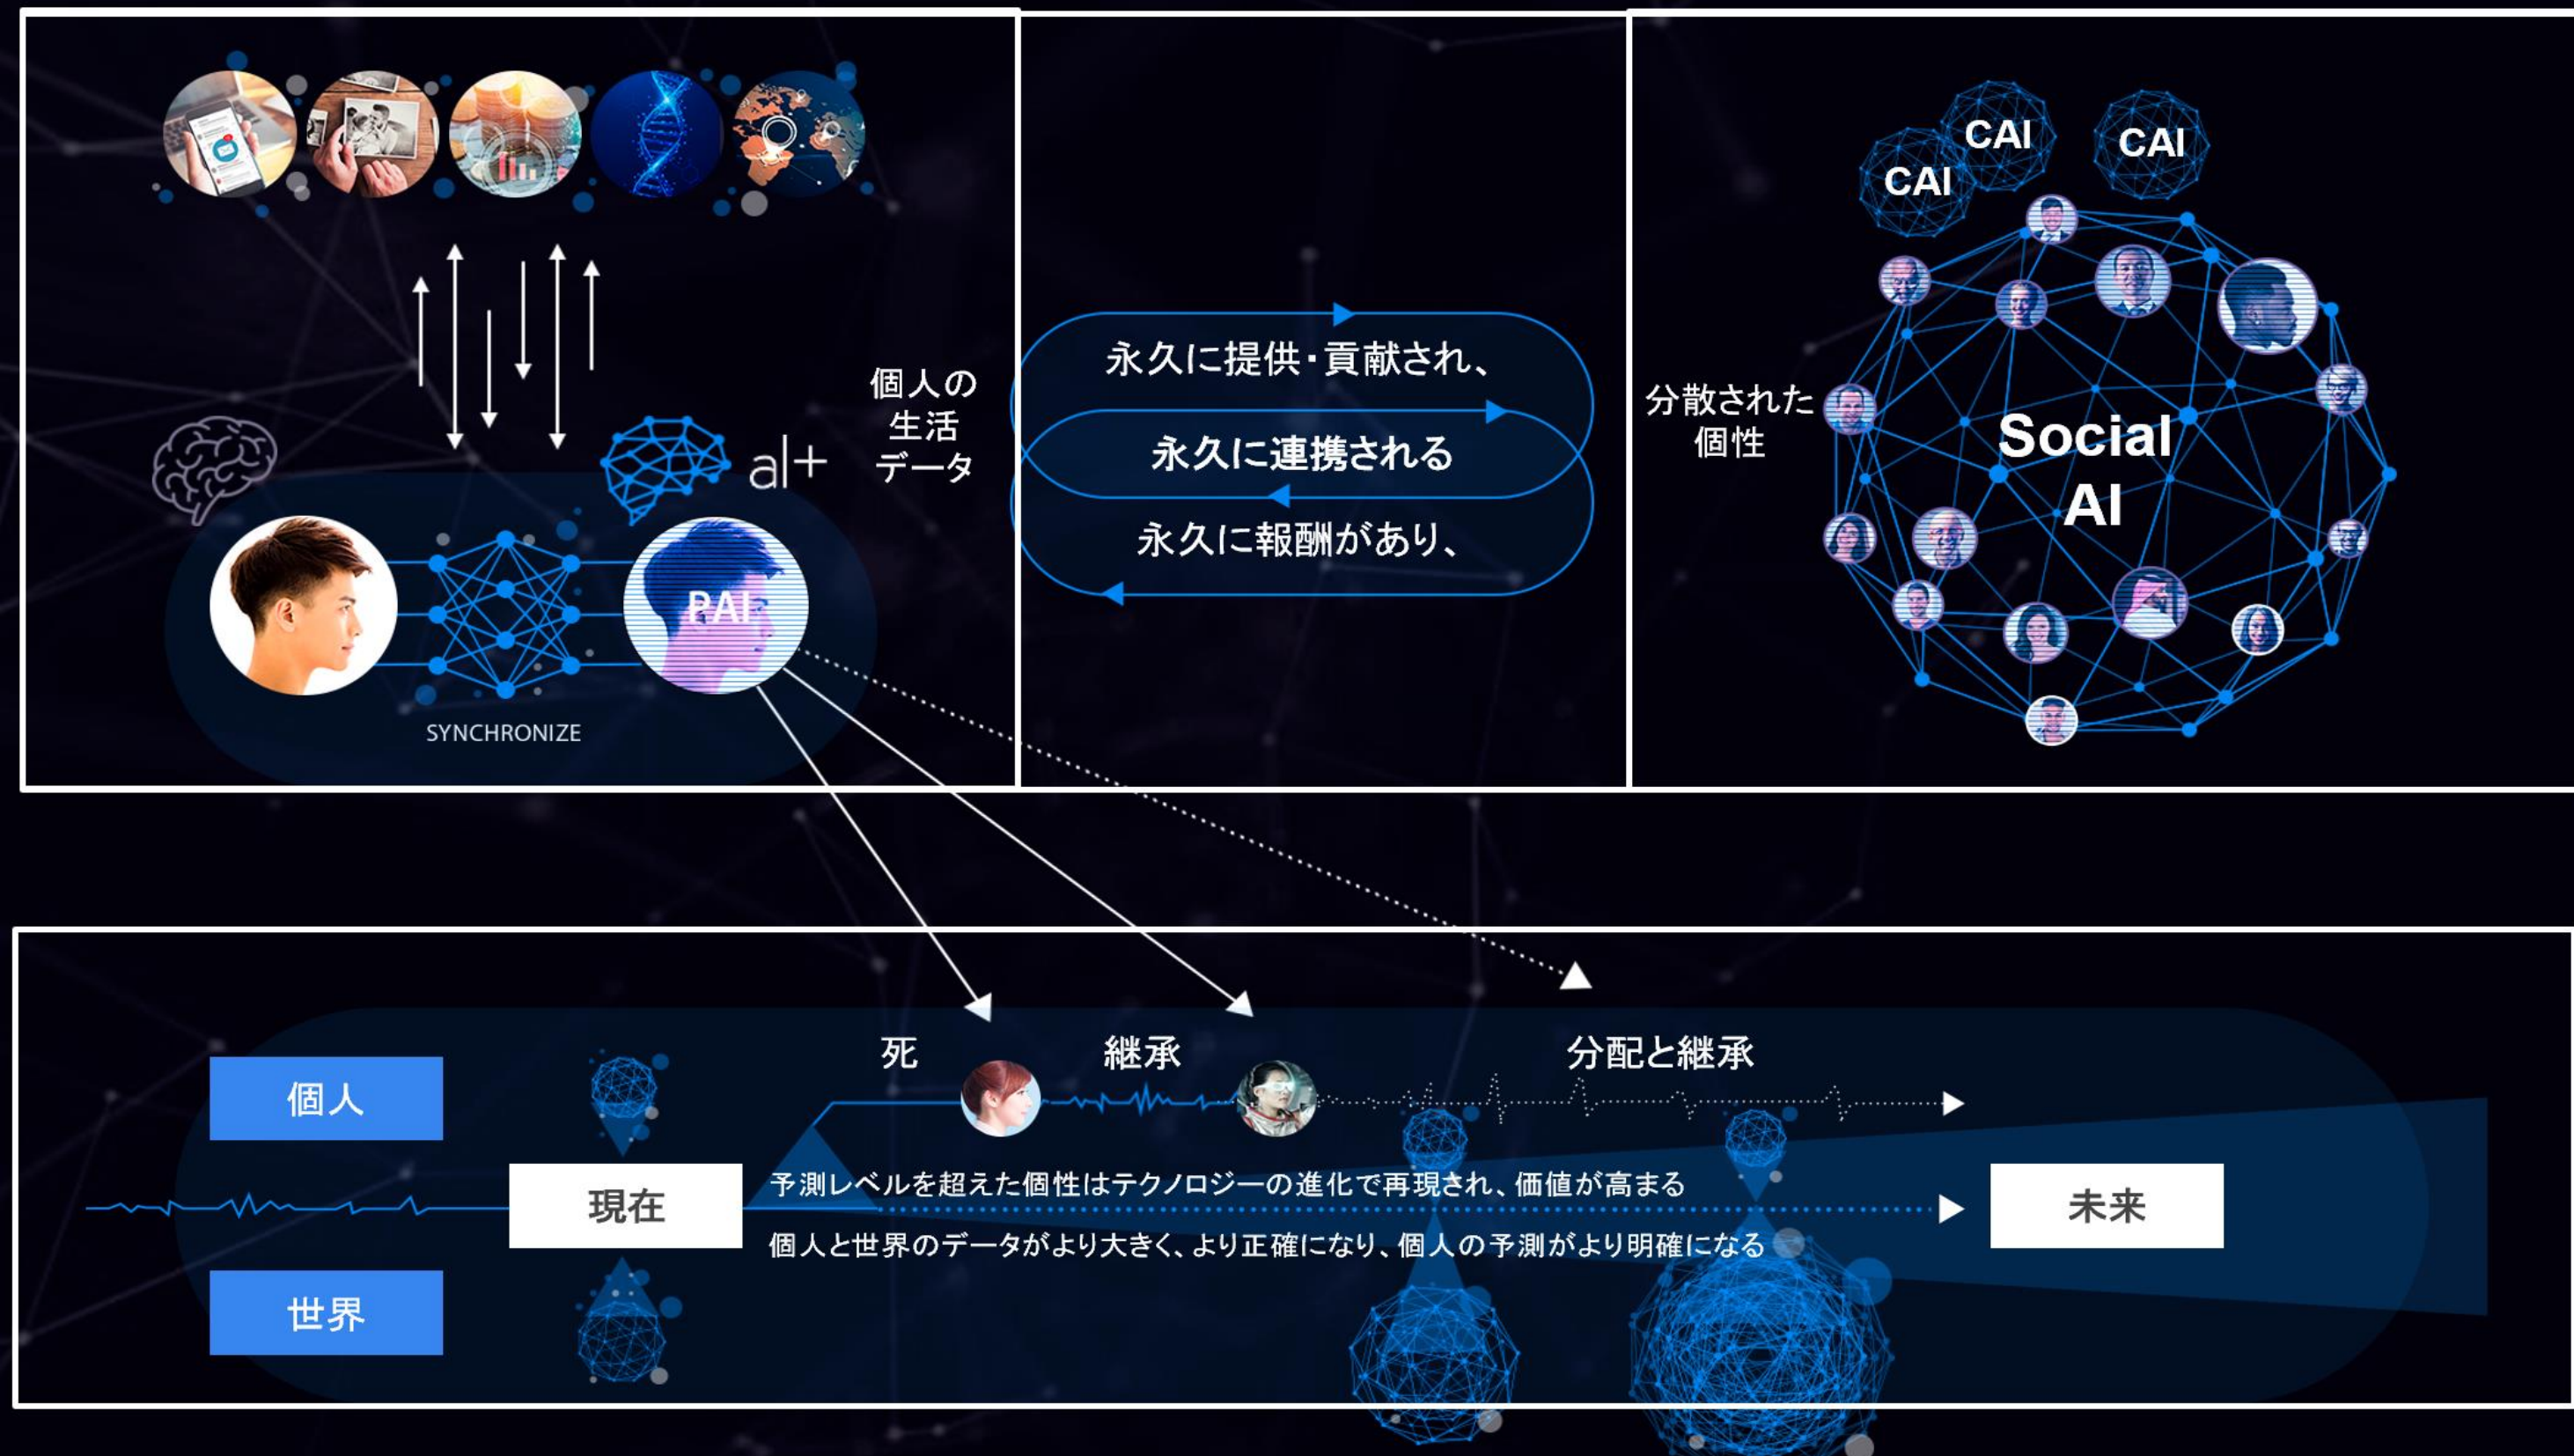 個人の
生活
データ
al+
PAI
SYNCHRONIZE
永久に提供・貢献され、
永久に連携される
永久に報酬があり、
分散された
個性
CAI
CAI
CAI
Social
AI
個人
世界
現在
死
継承
分配と継承
予測レベルを超えた個性はテクノロジーの進化で再現され、価値が高まる
個人と世界のデータがより大きく、より正確になり、個人の予測がより明確になる
未来